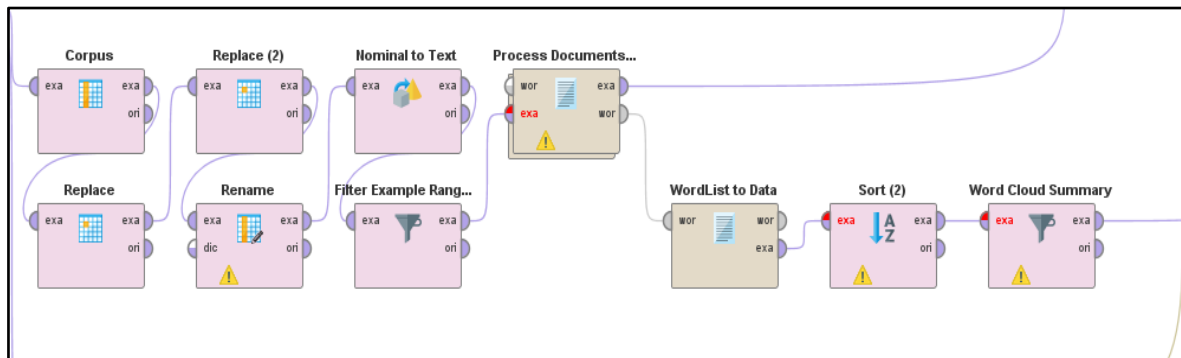 Corpus
exa
exa
ori
Replace (2)
exa
exa
ori
Nominal to Text
exa
exa
ori
Process Documents...
wor
exa
exa
wor
Replace
exa
exa
ori
Rename
exa
exa
dic
ori
Filter Example Rang...
exa
exa
ori
WordList to Data
wor
wor
exa
Sort (2)
exa
exa
ori
A
Z
Word Cloud Summary
exa
exa
ori